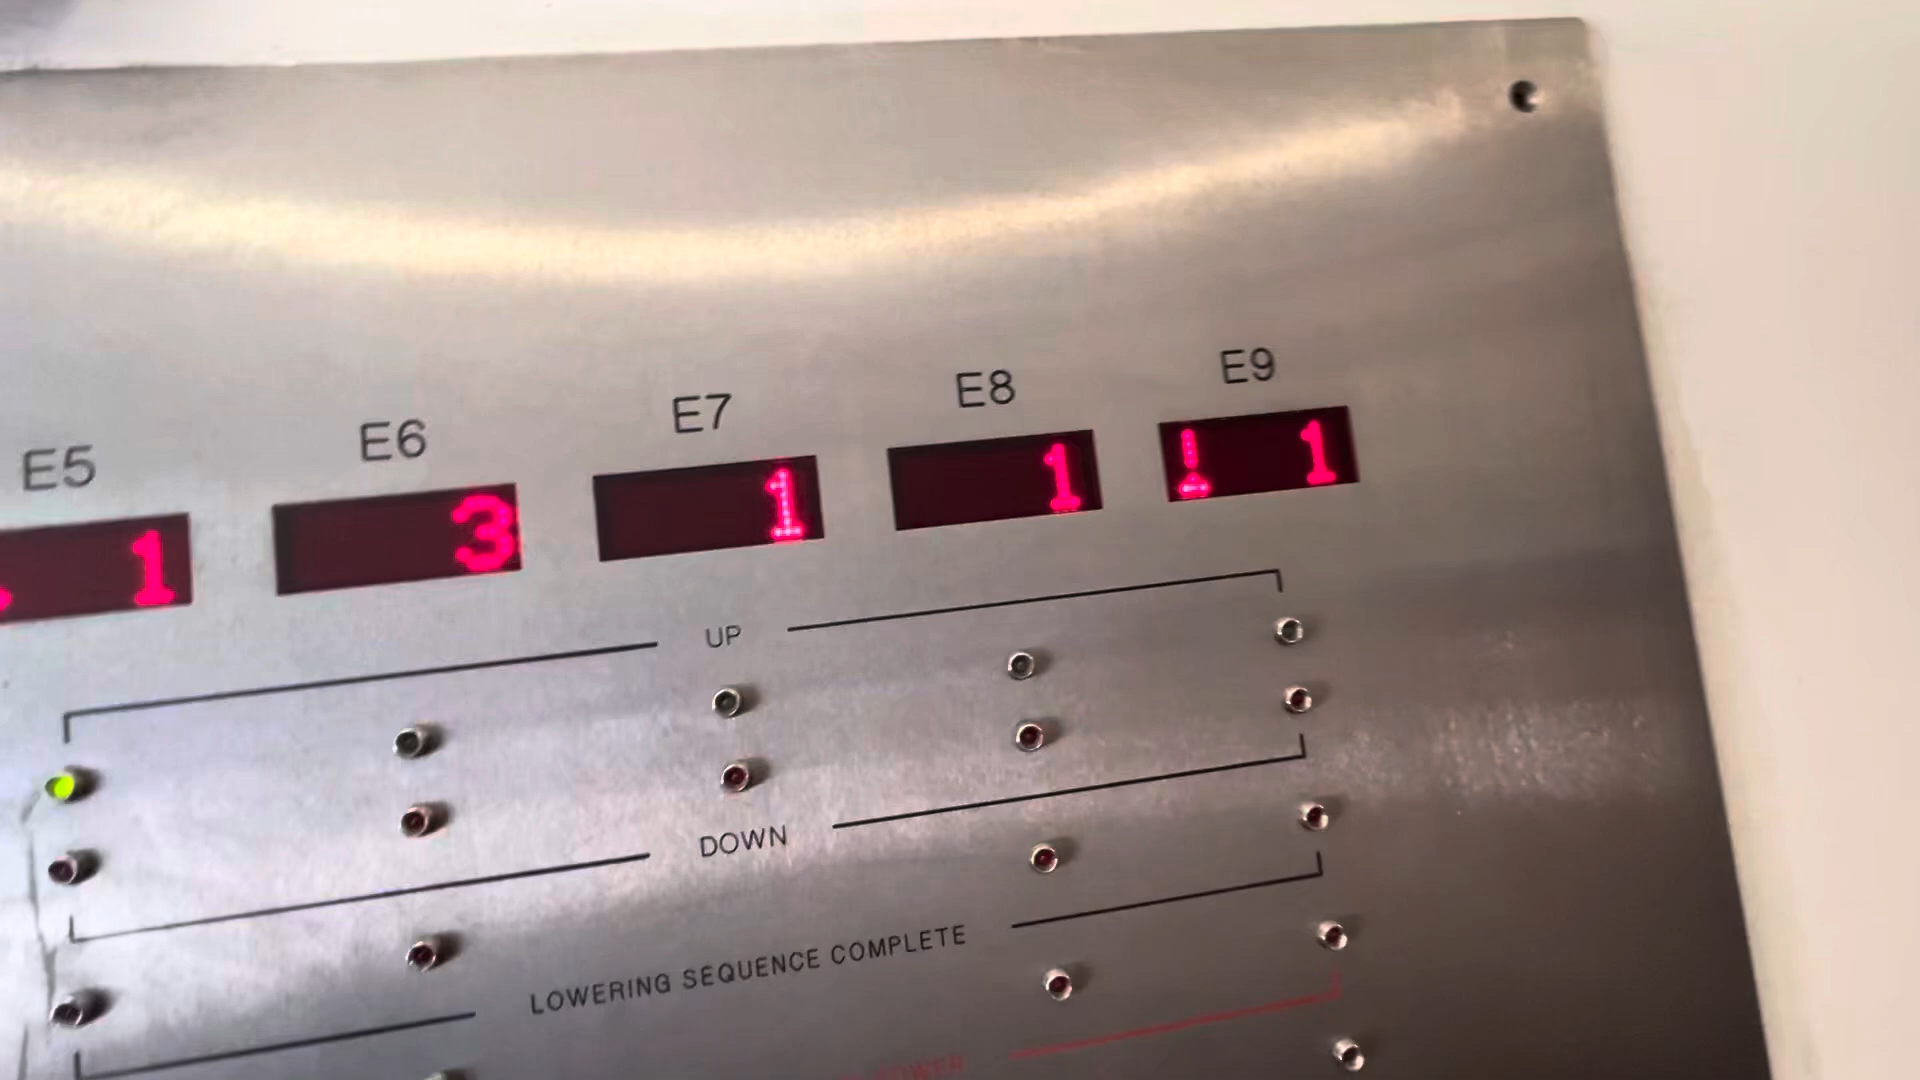 E5 E6 E7 E8 E9
1 3 1 1 1
UP
DOWN
LOWERING SEQUENCE COMPLETE